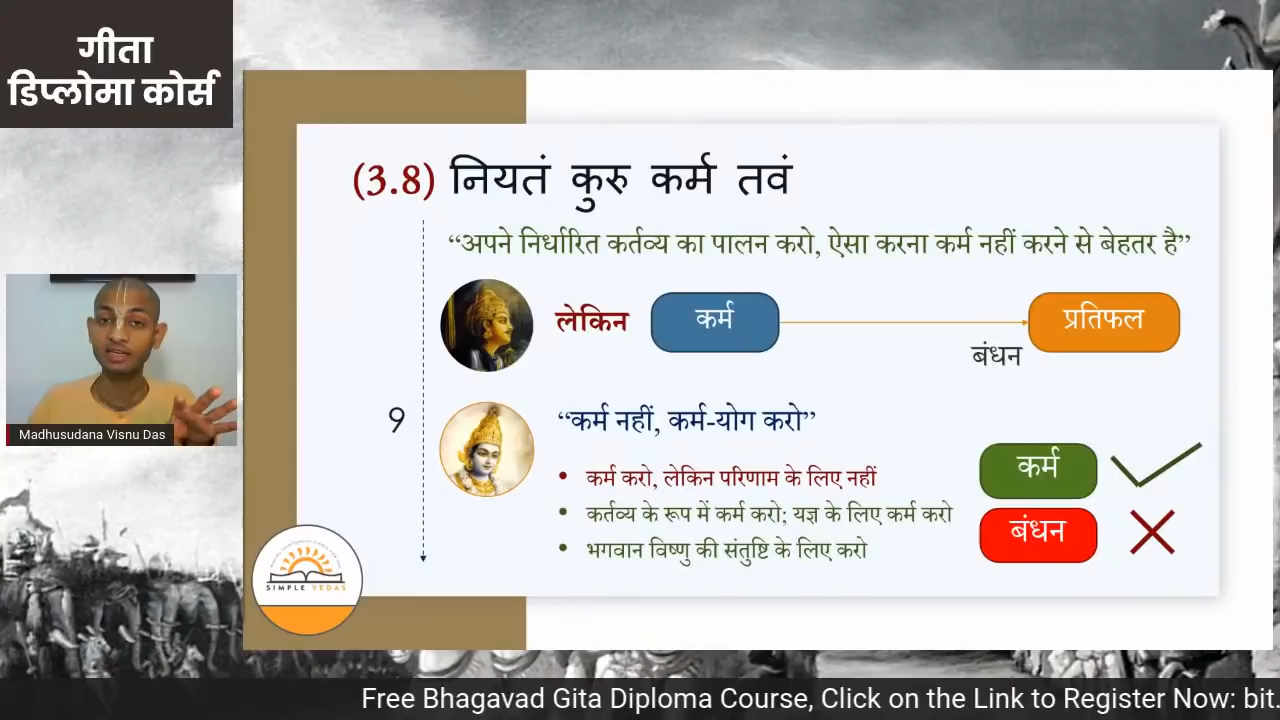 गीता
डिप्लोमा कोर्स
(3.8) नियतं कुरु कर्म तवं
“अपने निर्धारित कर्तव्य का पालन करो, ऐसा करना कर्म नहीं करने से बेहतर है”
लेकिन
कर्म
प्रतिफल
बंधन
9
“कर्म नहीं, कर्म-योग करो”
• कर्म करो, लेकिन परिणाम के लिए नहीं
• कर्तव्य के रूप में कर्म करो; यज्ञ के लिए कर्म करो
• भगवान विष्णु की संतुष्टि के लिए करो
कर्म
बंधन
Madhusudana Visnu Das
SIMPLE VEDAS
Free Bhagavad Gita Diploma Course, Click on the Link to Register Now: bit.